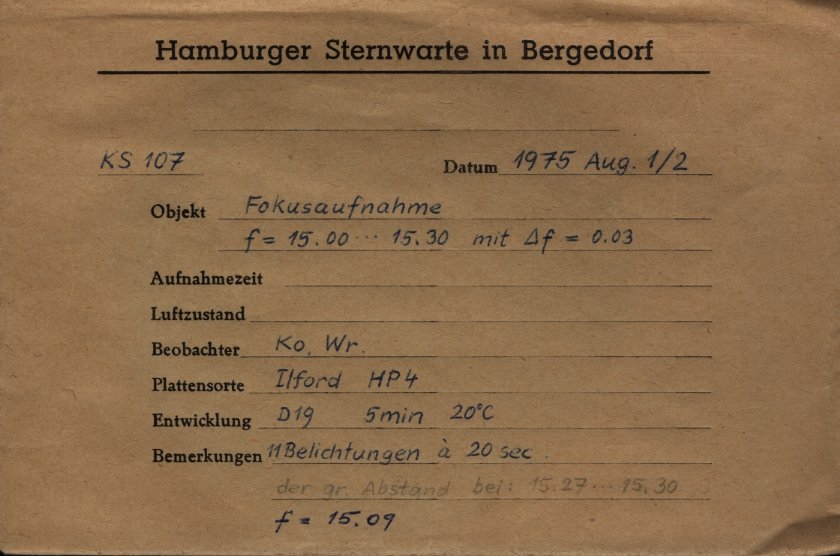 Hamburger Sternwarte in Bergedorf
KS 107 Datum 1975 Aug. 1/2
Objekt Fokusaufnahme
f = 15.00 ... 15.30 mit Δf = 0.03
Aufnahmezeit
Luftzustand
Beobachter Ko, Wr.
Plattensorte Ilford HP4
Entwicklung D19 5min 20°C
Bemerkungen 11 Belichtungen à 20 sec.
der gr. Abstand bei: 15.27 ... 15.30
f = 15.09